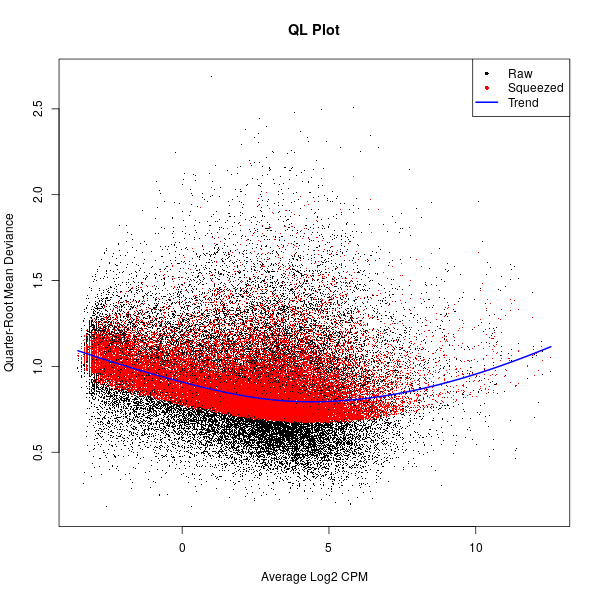 QL Plot
Raw
Squeezed
Trend
Quarter-Root Mean Deviance
2.5
2.0
1.5
1.0
0.5
0 5 10
Average Log2 CPM